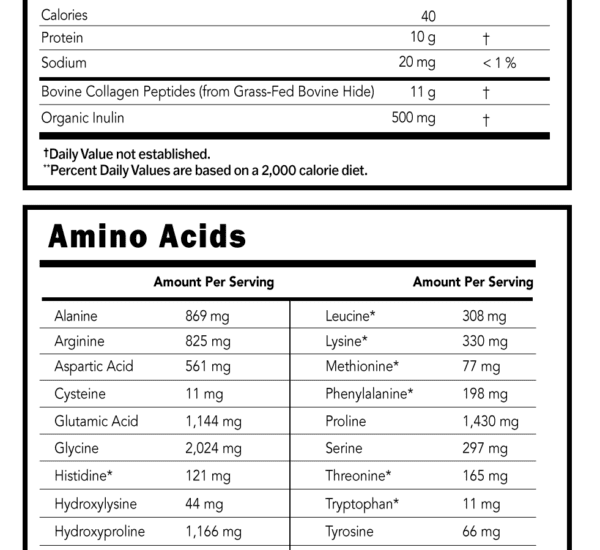 Calories 40
Protein 10 g †
Sodium 20 mg < 1 %
Bovine Collagen Peptides (from Grass-Fed Bovine Hide) 11 g †
Organic Inulin 500 mg †
†Daily Value not established.
**Percent Daily Values are based on a 2,000 calorie diet.
Amino Acids
Amount Per Serving Amount Per Serving
Alanine 869 mg Leucine* 308 mg
Arginine 825 mg Lysine* 330 mg
Aspartic Acid 561 mg Methionine* 77 mg
Cysteine 11 mg Phenylalanine* 198 mg
Glutamic Acid 1,144 mg Proline 1,430 mg
Glycine 2,024 mg Serine 297 mg
Histidine* 121 mg Threonine* 165 mg
Hydroxylysine 44 mg Tryptophan* 11 mg
Hydroxyproline 1,166 mg Tyrosine 66 mg